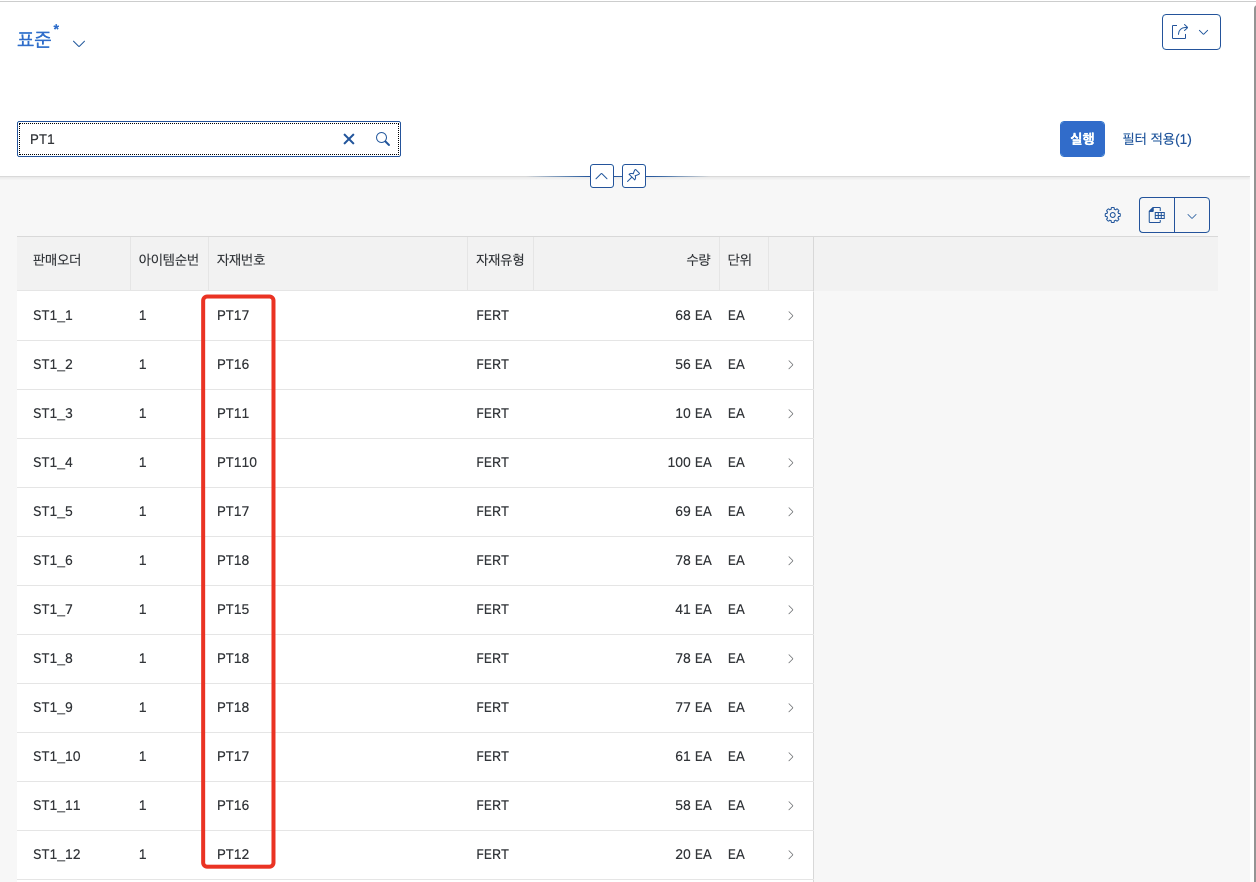 표준*
PT1
실행 필터 적용(1)
판매오더 아이템순번 자재번호 자재유형 수량 단위
ST1_1 1 PT17 FERT 68 EA EA
ST1_2 1 PT16 FERT 56 EA EA
ST1_3 1 PT11 FERT 10 EA EA
ST1_4 1 PT110 FERT 100 EA EA
ST1_5 1 PT17 FERT 69 EA EA
ST1_6 1 PT18 FERT 78 EA EA
ST1_7 1 PT15 FERT 41 EA EA
ST1_8 1 PT18 FERT 78 EA EA
ST1_9 1 PT18 FERT 77 EA EA
ST1_10 1 PT17 FERT 61 EA EA
ST1_11 1 PT16 FERT 58 EA EA
ST1_12 1 PT12 FERT 20 EA EA